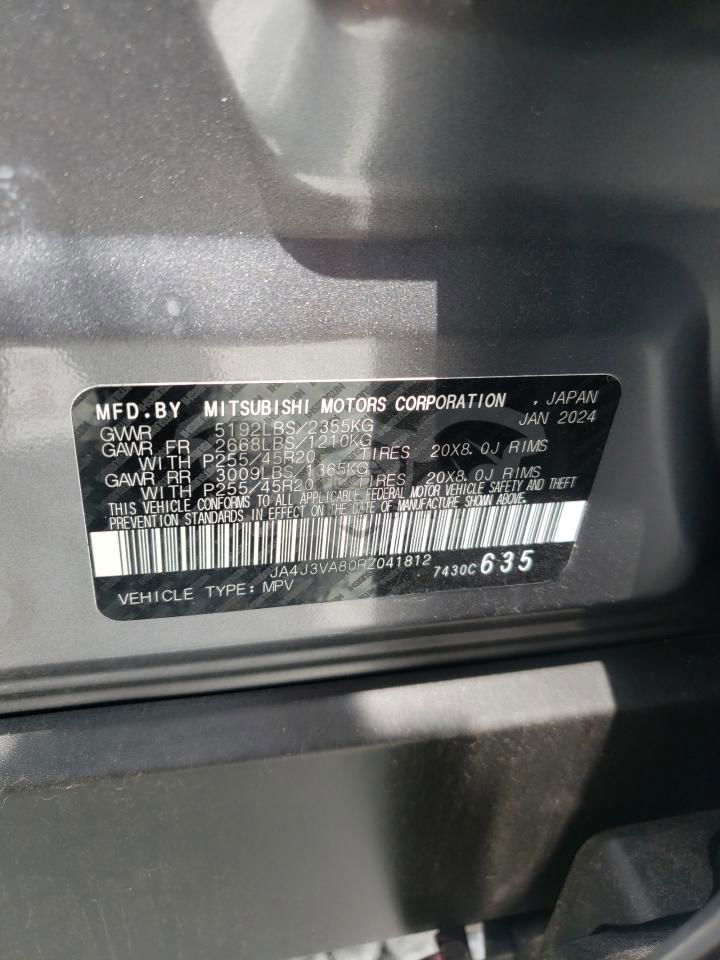 MFD.BY MITSUBISHI MOTORS CORPORATION , JAPAN
GVWR 5192LBS/2355KG JAN 2024
GAWR FR 2668LBS/1210KG
WITH P255/45R20 TIRES 20X8.0J RIMS
GAWR RR 3009LBS/1365KG
WITH P255/45R20 TIRES 20X8.0J RIMS
THIS VEHICLE CONFORMS TO ALL APPLICABLE FEDERAL MOTOR VEHICLE SAFETY AND THEFT
PREVENTION STANDARDS IN EFFECT ON THE DATE OF MANUFACTURE SHOWN ABOVE.
JA4J3VA80RZ041812
VEHICLE TYPE: MPV 7430C 635